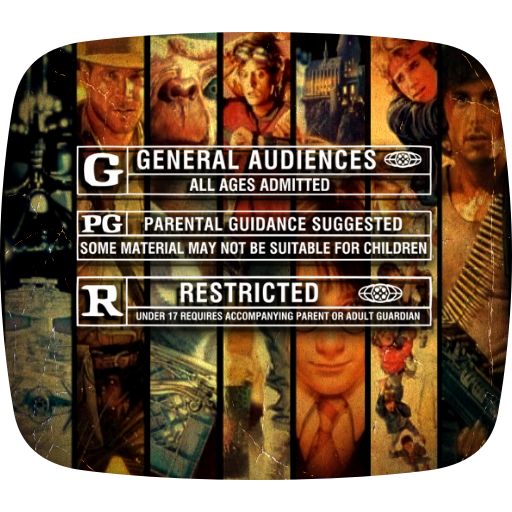 G
GENERAL AUDIENCES
ALL AGES ADMITTED
PG
PARENTAL GUIDANCE SUGGESTED
SOME MATERIAL MAY NOT BE SUITABLE FOR CHILDREN
R
RESTRICTED
UNDER 17 REQUIRES ACCOMPANYING PARENT OR ADULT GUARDIAN